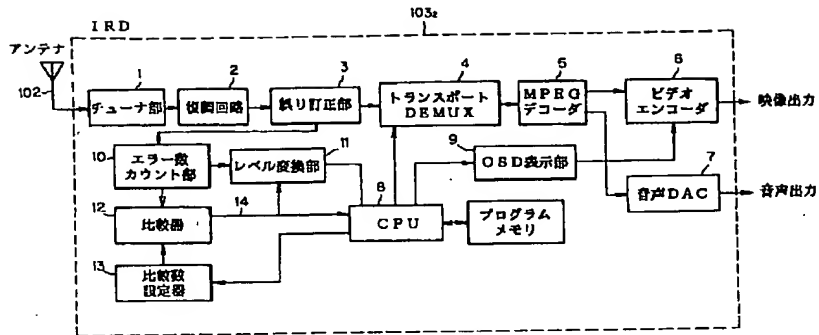 IRD
103₂
アンテナ
102
1
チューナ部
2
復調回路
3
誤り訂正部
4
トランスポート
DEMUX
5
MPEG
デコーダ
6
ビデオ
エンコーダ
映像出力
10
エラー数
カウント部
11
レベル変換部
9
OSD表示部
7
音声DAC
音声出力
12
比較器
14
8
CPU
プログラム
メモリ
13
比較数
設定器